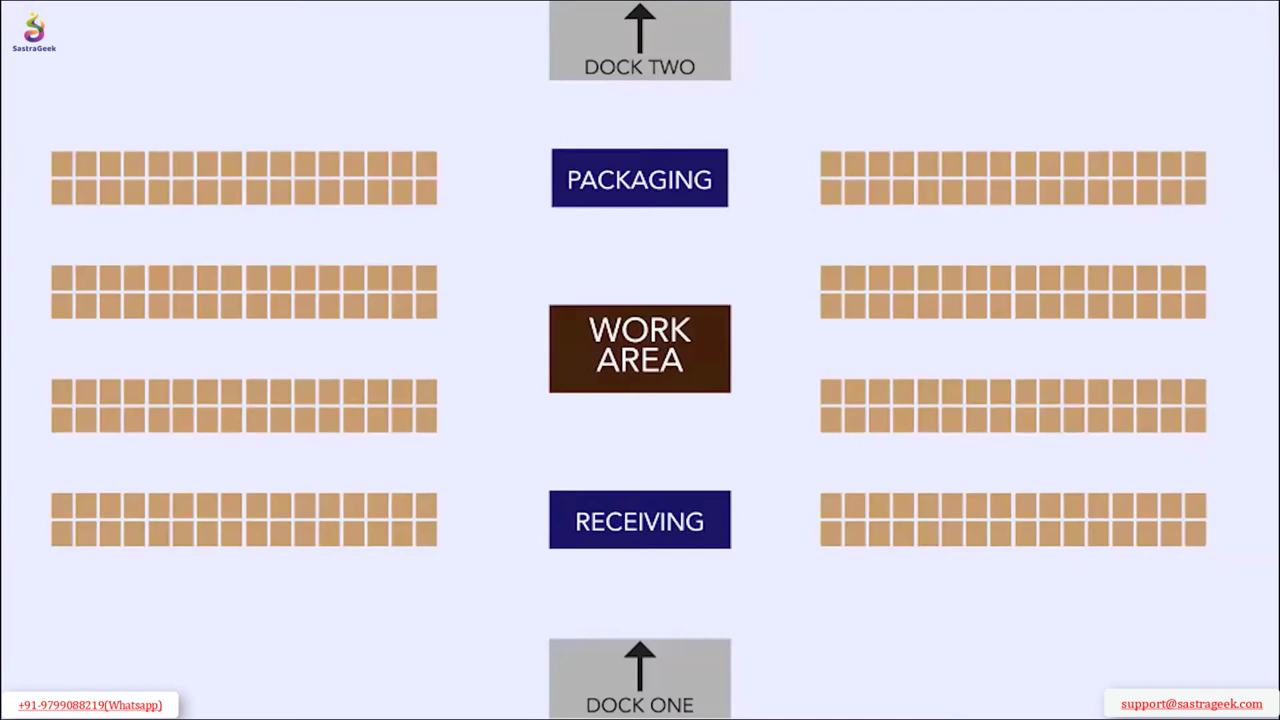 SastraGeek
DOCK TWO
PACKAGING
WORK
AREA
RECEIVING
DOCK ONE
+91-9799088219(Whatsapp)
support@sastrageek.com